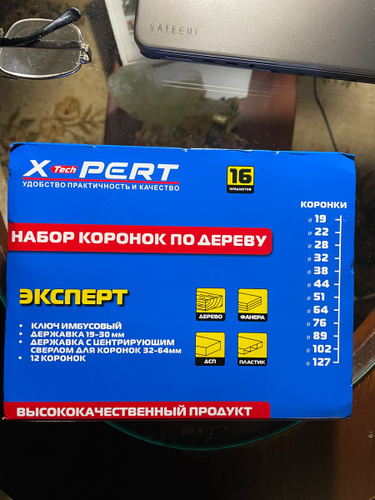 SATECHI
X Tech PERT
УДОБСТВО ПРАКТИЧНОСТЬ И КАЧЕСТВО
16
ПРЕДМЕТОВ
КОРОНКИ
НАБОР КОРОНОК ПО ДЕРЕВУ
ø 19
ø 22
ø 28
ø 32
ø 38
ø 44
ø 51
ø 64
ø 76
ø 89
ø 102
ø 127
ЭКСПЕРТ
• КЛЮЧ ИМБУСОВЫЙ
• ДЕРЖАВКА 19-30 мм
• ДЕРЖАВКА С ЦЕНТРИРУЮЩИМ
СВЕРЛОМ ДЛЯ КОРОНОК 32-64мм
• 12 КОРОНОК
ДЕРЕВО
ФАНЕРА
ДСП
ПЛАСТИК
ВЫСОКОКАЧЕСТВЕННЫЙ ПРОДУКТ